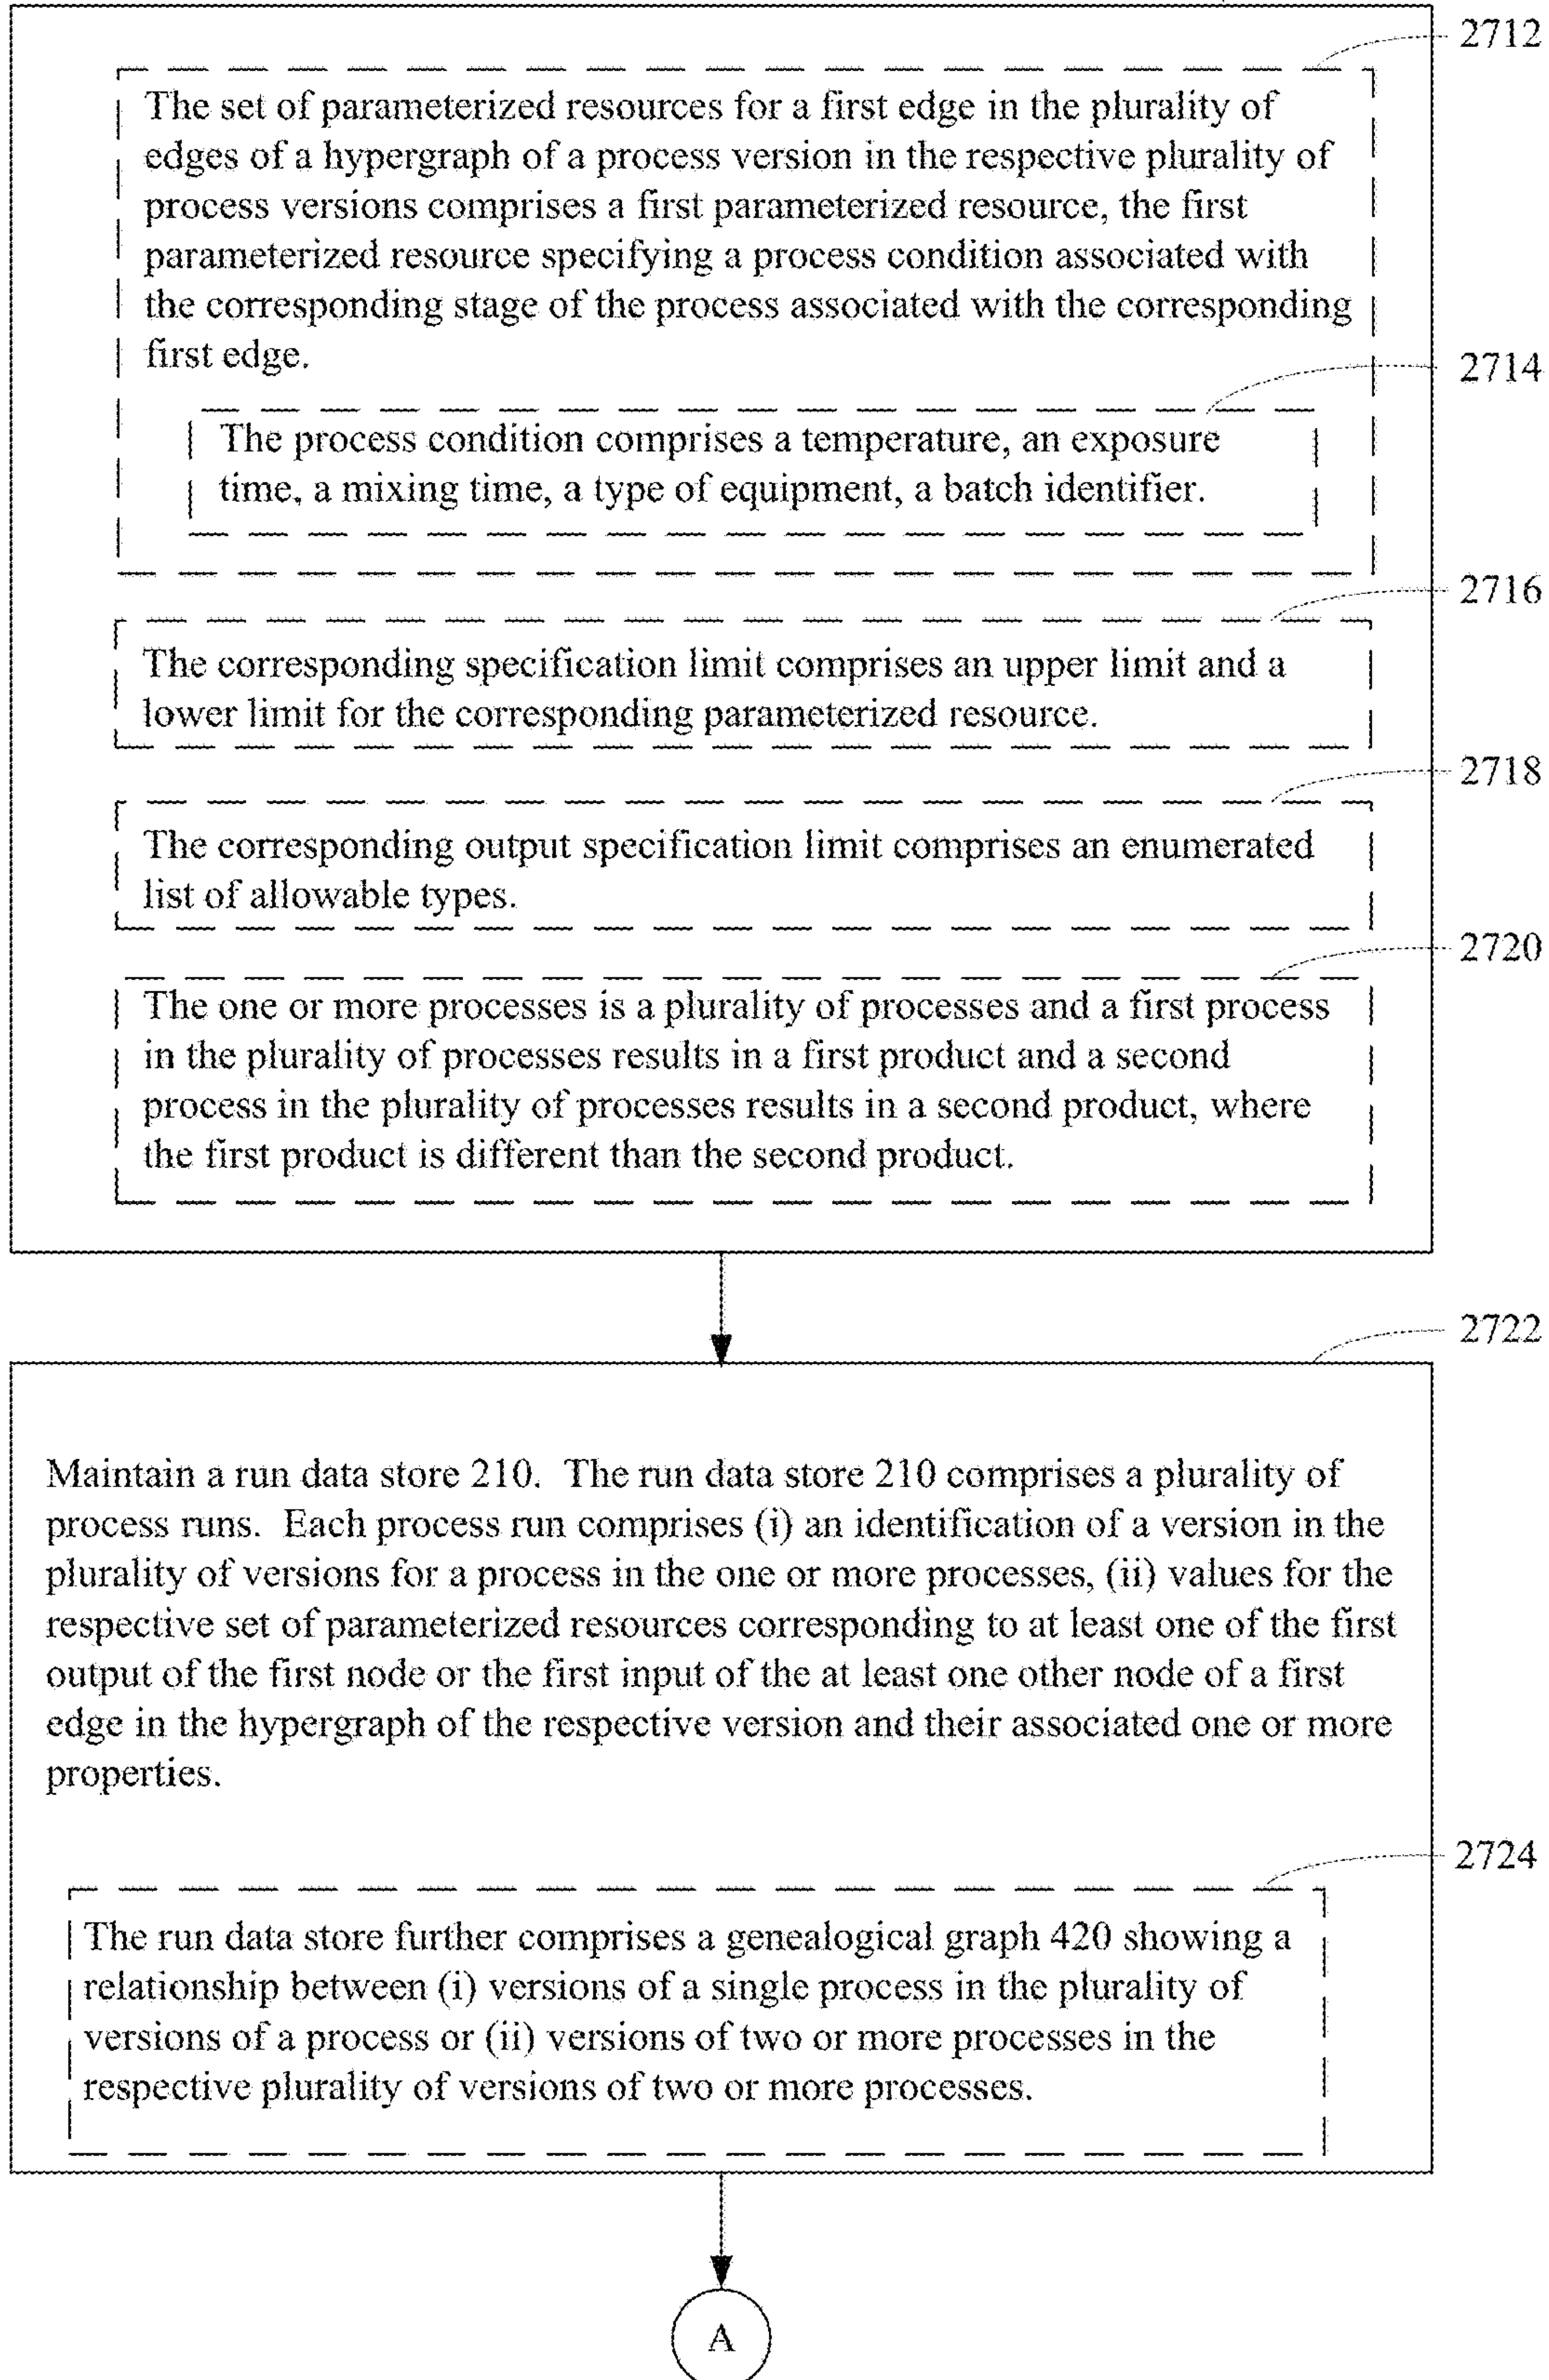 2712
The set of parameterized resources for a first edge in the plurality of
edges of a hypergraph of a process version in the respective plurality of
process versions comprises a first parameterized resource, the first
parameterized resource specifying a process condition associated with
the corresponding stage of the process associated with the corresponding
first edge.
2714
The process condition comprises a temperature, an exposure
time, a mixing time, a type of equipment, a batch identifier.
2716
The corresponding specification limit comprises an upper limit and a
lower limit for the corresponding parameterized resource.
2718
The corresponding output specification limit comprises an enumerated
list of allowable types.
2720
The one or more processes is a plurality of processes and a first process
in the plurality of processes results in a first product and a second
process in the plurality of processes results in a second product, where
the first product is different than the second product.
2722
Maintain a run data store 210.  The run data store 210 comprises a plurality of
process runs.  Each process run comprises (i) an identification of a version in the
plurality of versions for a process in the one or more processes, (ii) values for the
respective set of parameterized resources corresponding to at least one of the first
output of the first node or the first input of the at least one other node of a first
edge in the hypergraph of the respective version and their associated one or more
properties.
2724
The run data store further comprises a genealogical graph 420 showing a
relationship between (i) versions of a single process in the plurality of
versions of a process or (ii) versions of two or more processes in the
respective plurality of versions of two or more processes.
A